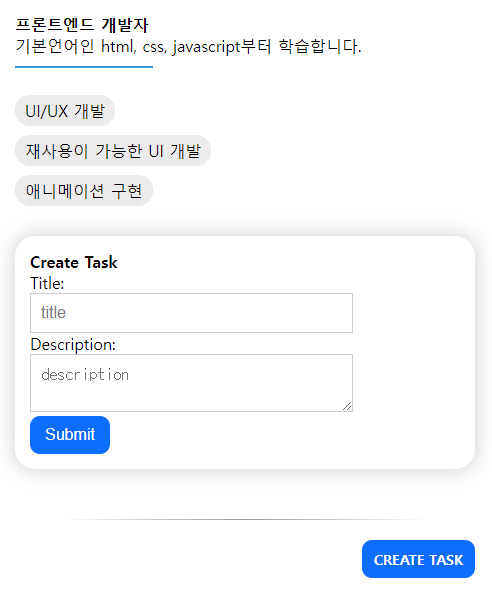 프론트엔드 개발자
기본언어인 html, css, javascript부터 학습합니다.
UI/UX 개발
재사용이 가능한 UI 개발
애니메이션 구현
Create Task
Title:
title
Description:
description
Submit
CREATE TASK